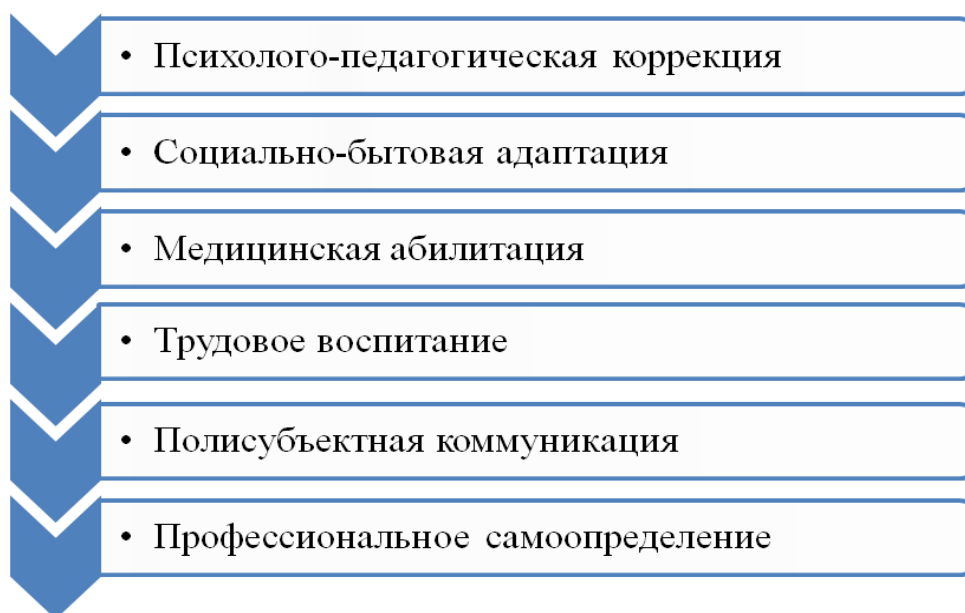 • Психолого-педагогическая коррекция
• Социально-бытовая адаптация
• Медицинская абилитация
• Трудовое воспитание
• Полисубъектная коммуникация
• Профессиональное самоопределение